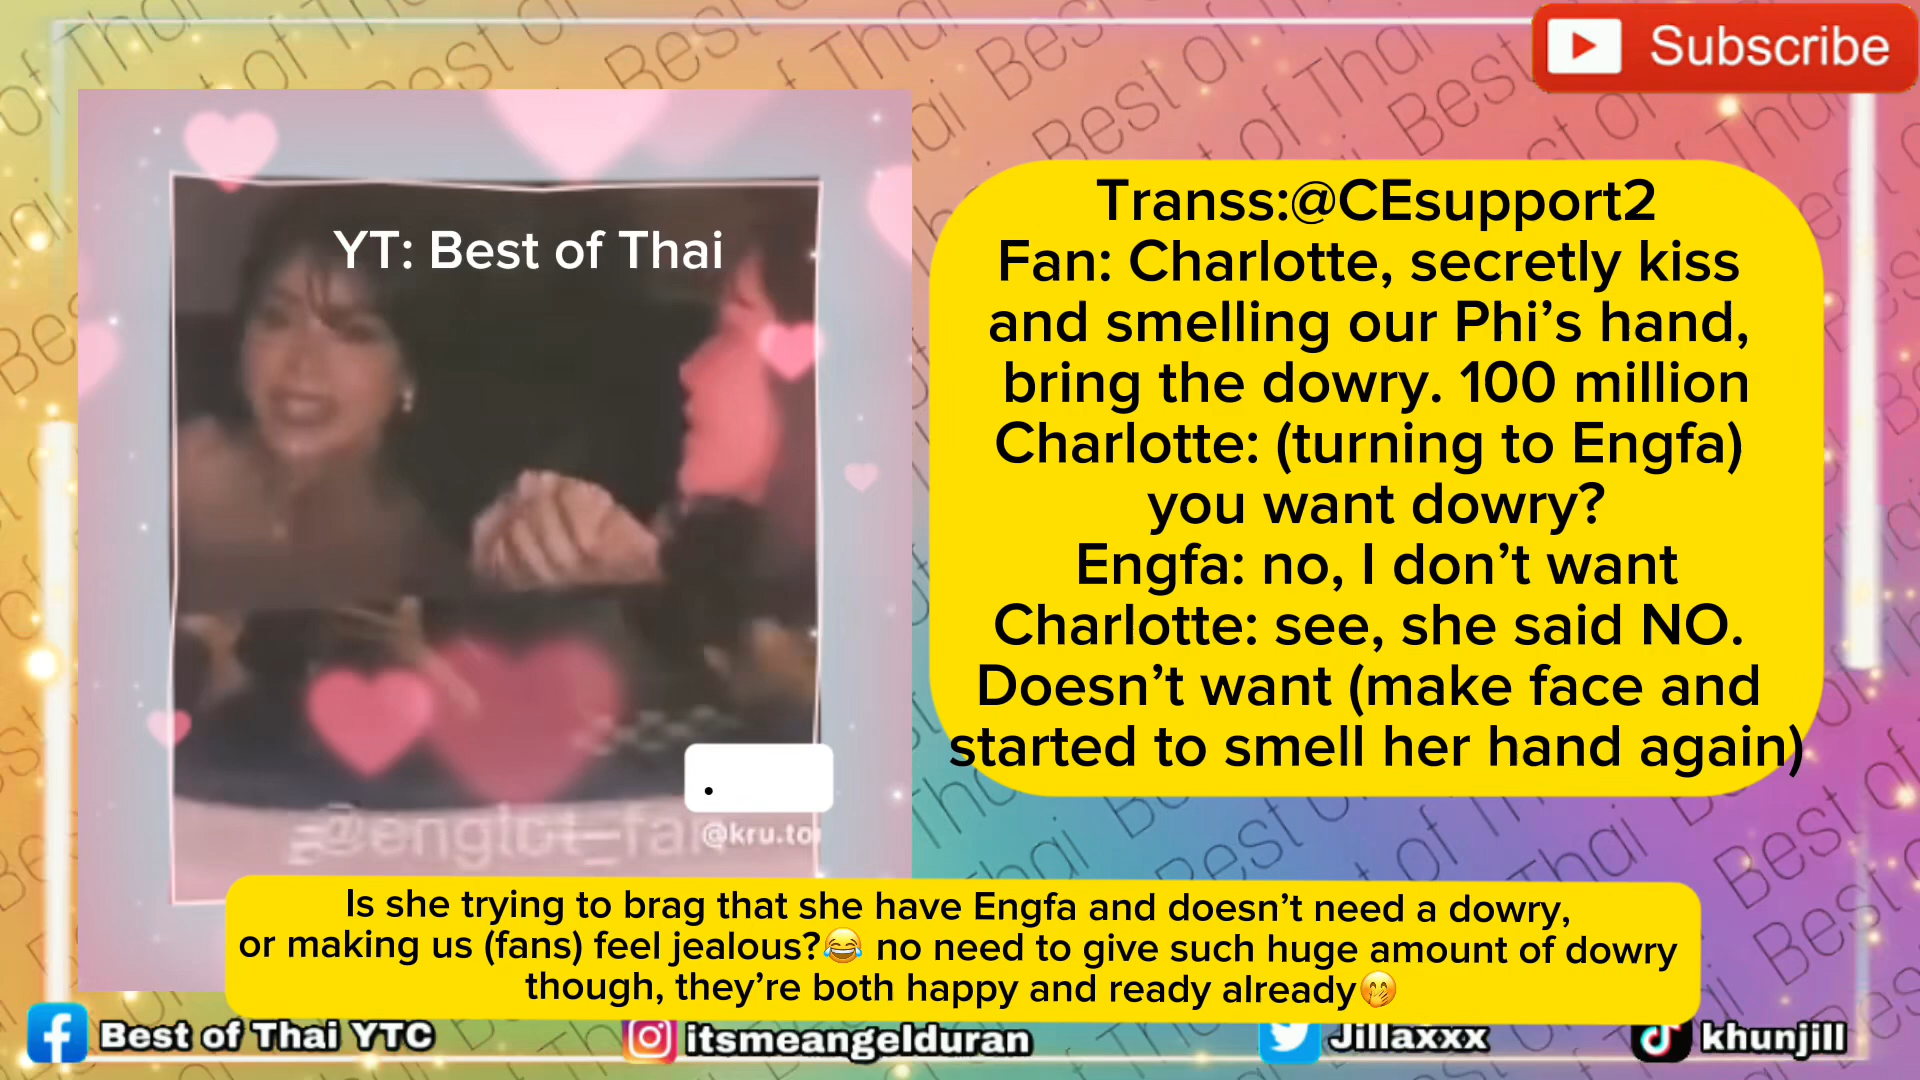 Subscribe
YT: Best of Thai
Transs:@CEsupport2
Fan: Charlotte, secretly kiss
and smelling our Phi’s hand,
bring the dowry. 100 million
Charlotte: (turning to Engfa)
you want dowry?
Engfa: no, I don’t want
Charlotte: see, she said NO.
Doesn’t want (make face and
started to smell her hand again)
.
@kru.to
Is she trying to brag that she have Engfa and doesn’t need a dowry,
or making us (fans) feel jealous?😂 no need to give such huge amount of dowry
though, they’re both happy and ready already🤭
Best of Thai YTC
itsmeangelduran
Jillaxxx
khunjill
Best of Thai